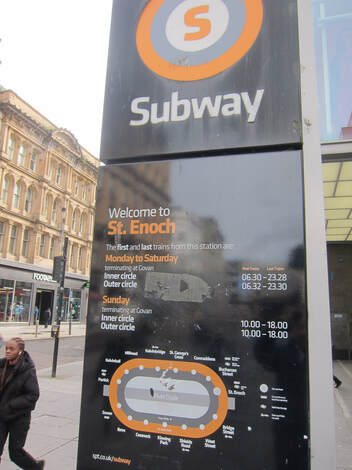 S
Subway
Welcome to
St. Enoch
The first and last trains from this station are
Monday to Saturday
terminating at Govan
First Trains Last Trains
Inner circle 06.30 – 23.28
Outer circle 06.32 – 23.30
Sunday
terminating at Govan
Inner circle 10.00 – 18.00
Outer circle 10.00 – 18.00
Hillhead
Kelvinbridge
St. George's
Cross
Cowcaddens
Kelvinhall
Buchanan
Street
Partick
St. Enoch
Govan
Bridge
Street
Ibrox
Cessnock
Kinning
Park
Shields
Road
West
Street
spt.co.uk/subway
FOOTASYLUM